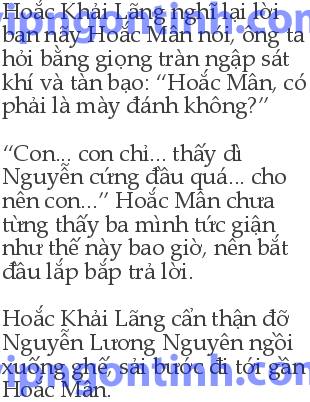 Hoắc Khải Lãng nghĩ lại lời
ban nãy Hoắc Mân nói, ông ta
hỏi bằng giọng tràn ngập sát
khí và tàn bạo: “Hoắc Mân, có
phải là mày đánh không?”
“Con... con chỉ... thấy dì
Nguyễn cứng đầu quá... cho
nên con...” Hoắc Mân chưa
từng thấy ba mình tức giận
như thế này bao giờ, nên bắt
đầu lắp bắp trả lời.
Hoắc Khải Lãng cẩn thận đỡ
Nguyễn Lương Nguyên ngồi
xuống ghế, sải bước đi tới gần
Hoắc Mân.